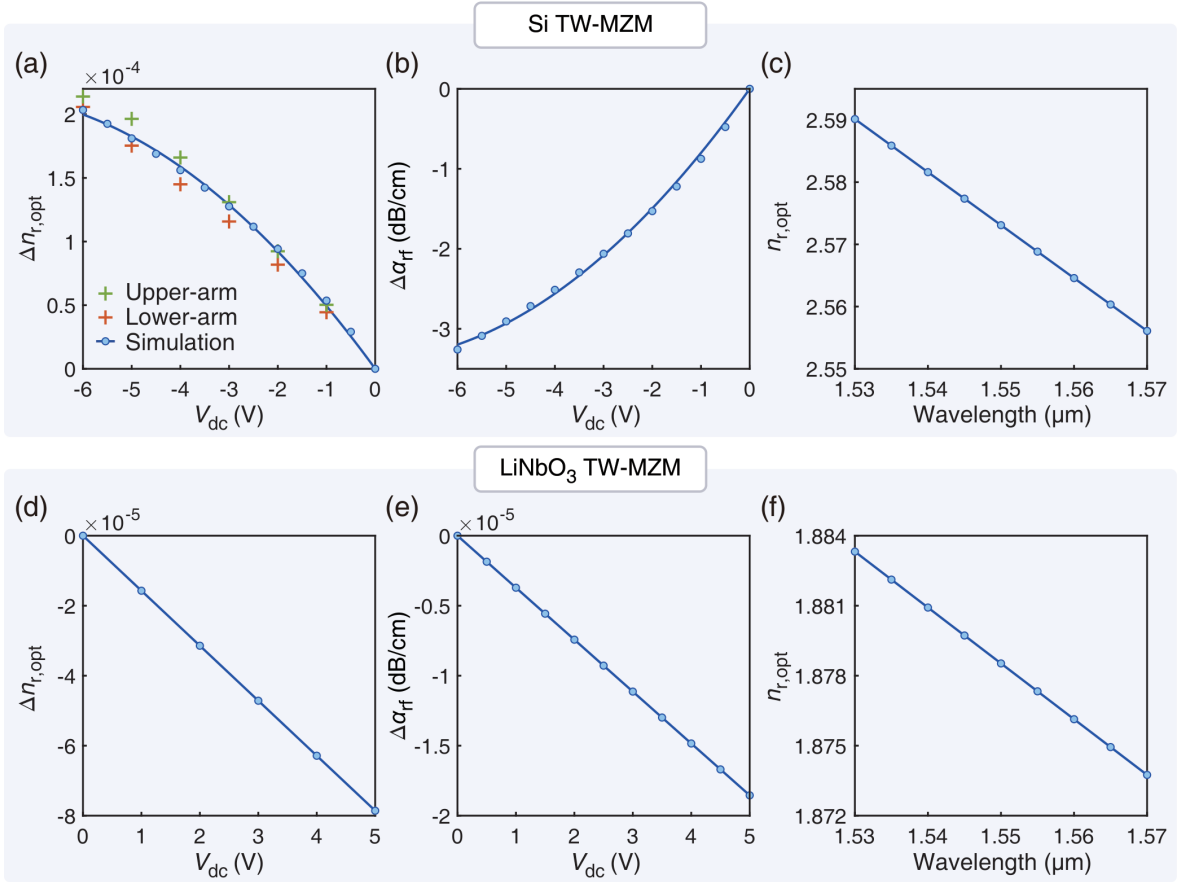 Si TW-MZM
(a)
×10⁻⁴
2
1.5
1
0.5
0
Δn_r,opt
Upper-arm
Lower-arm
Simulation
-6 -5 -4 -3 -2 -1 0
V_dc (V)
(b)
0
-1
-2
-3
Δα_rf (dB/cm)
-6 -5 -4 -3 -2 -1 0
V_dc (V)
(c)
2.59
2.58
2.57
2.56
2.55
n_r,opt
1.53 1.54 1.55 1.56 1.57
Wavelength (μm)
LiNbO₃ TW-MZM
(d)
×10⁻⁵
0
-2
-4
-6
-8
Δn_r,opt
0 1 2 3 4 5
V_dc (V)
(e)
×10⁻⁵
0
-0.5
-1
-1.5
-2
Δα_rf (dB/cm)
0 1 2 3 4 5
V_dc (V)
(f)
1.884
1.881
1.878
1.875
1.872
n_r,opt
1.53 1.54 1.55 1.56 1.57
Wavelength (μm)